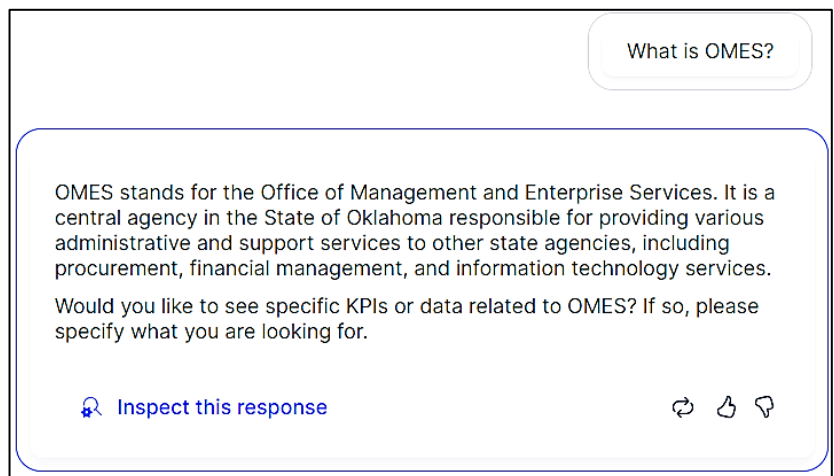 What is OMES?
OMES stands for the Office of Management and Enterprise Services. It is a
central agency in the State of Oklahoma responsible for providing various
administrative and support services to other state agencies, including
procurement, financial management, and information technology services.
Would you like to see specific KPIs or data related to OMES? If so, please
specify what you are looking for.
Inspect this response